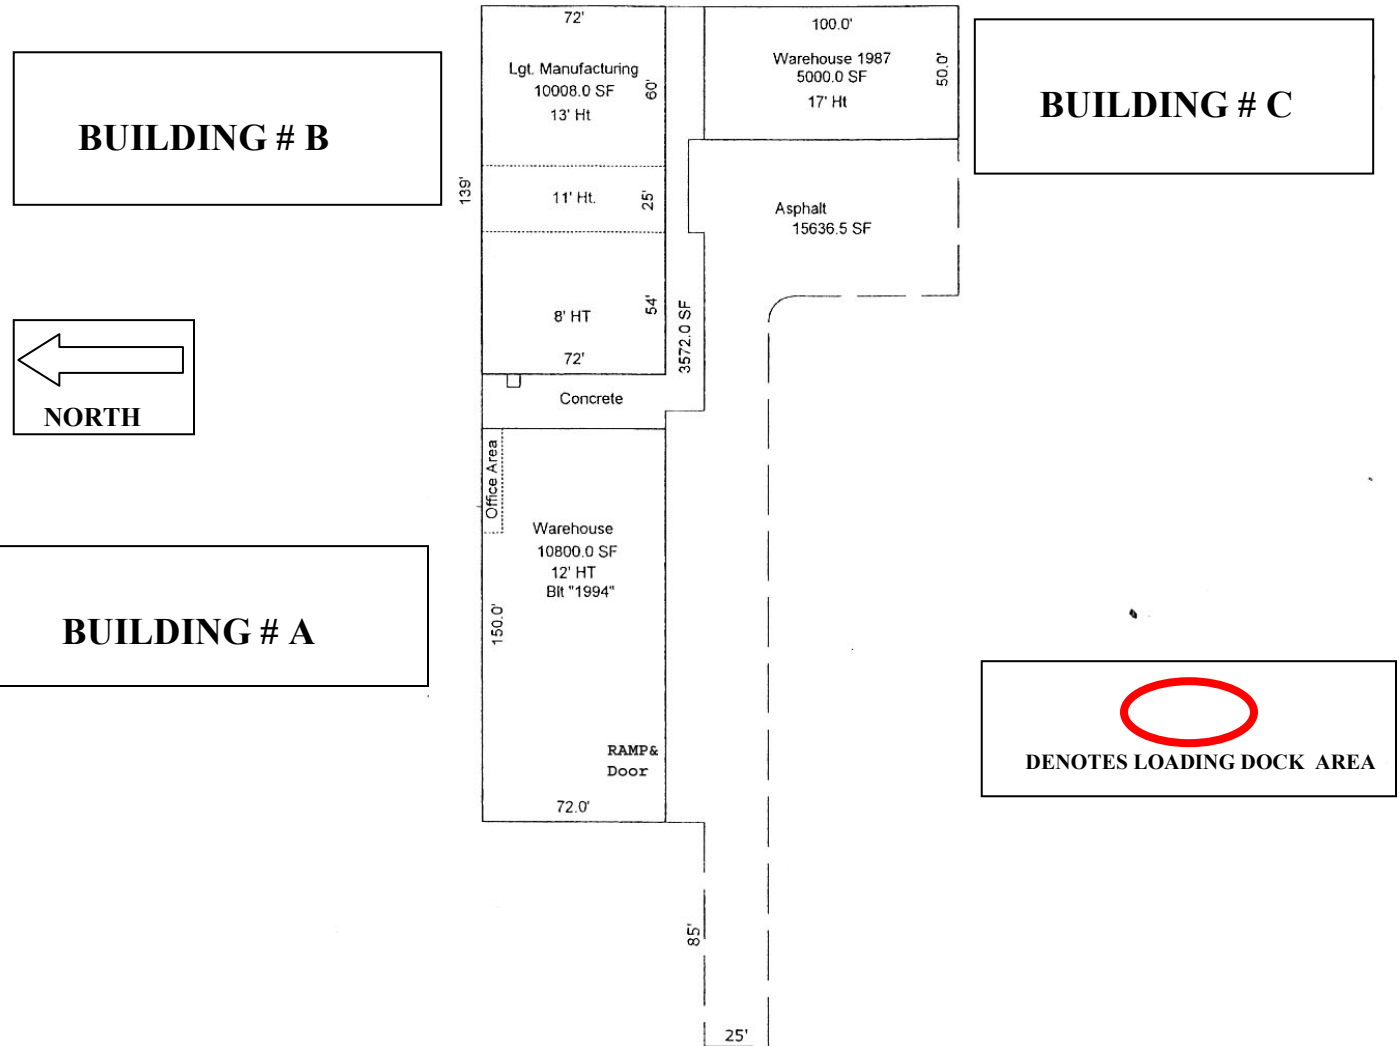 72'
Lgt. Manufacturing
10008.0 SF
13' Ht
60'
100.0'
Warehouse 1987
5000.0 SF
17' Ht
50.0'
BUILDING # B
BUILDING # C
139'
11' Ht.
25'
Asphalt
15636.5 SF
8' HT
54'
72'
3572.0 SF
NORTH
Concrete
Office Area
Warehouse
10800.0 SF
12' HT
Blt "1994"
150.0'
BUILDING # A
RAMP&
Door
72.0'
DENOTES LOADING DOCK AREA
85'
25'